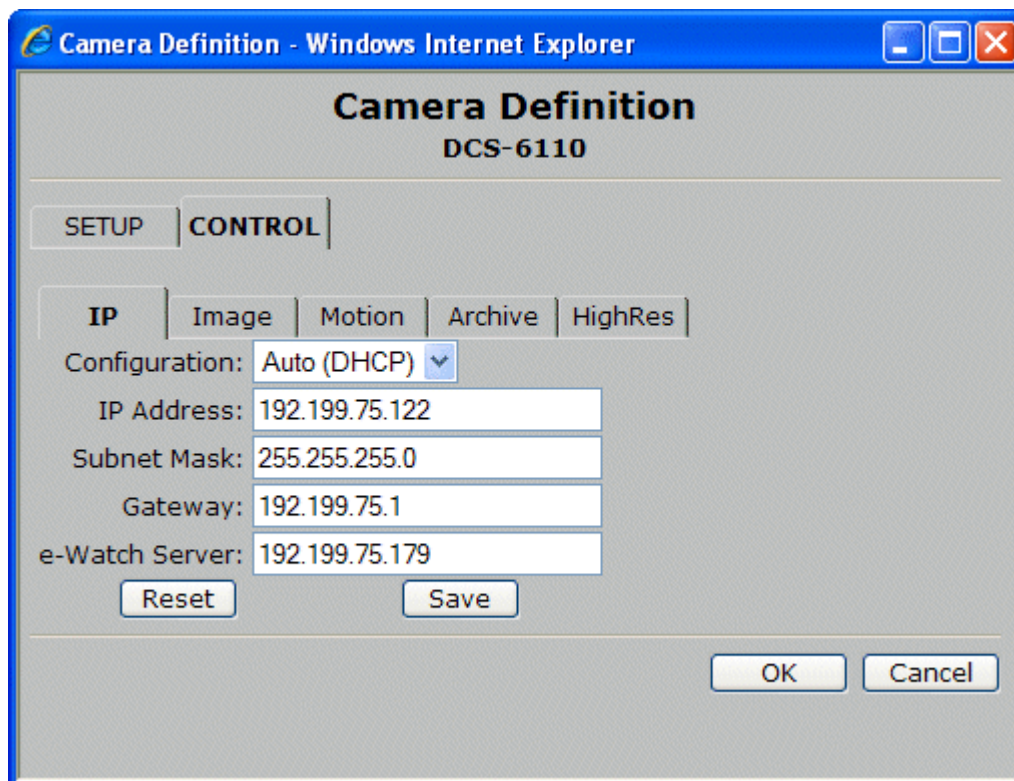 Camera Definition - Windows Internet Explorer
Camera Definition
DCS-6110
SETUP CONTROL
IP Image Motion Archive HighRes
Configuration: Auto (DHCP)
IP Address: 192.199.75.122
Subnet Mask: 255.255.255.0
Gateway: 192.199.75.1
e-Watch Server: 192.199.75.179
Reset Save
OK Cancel